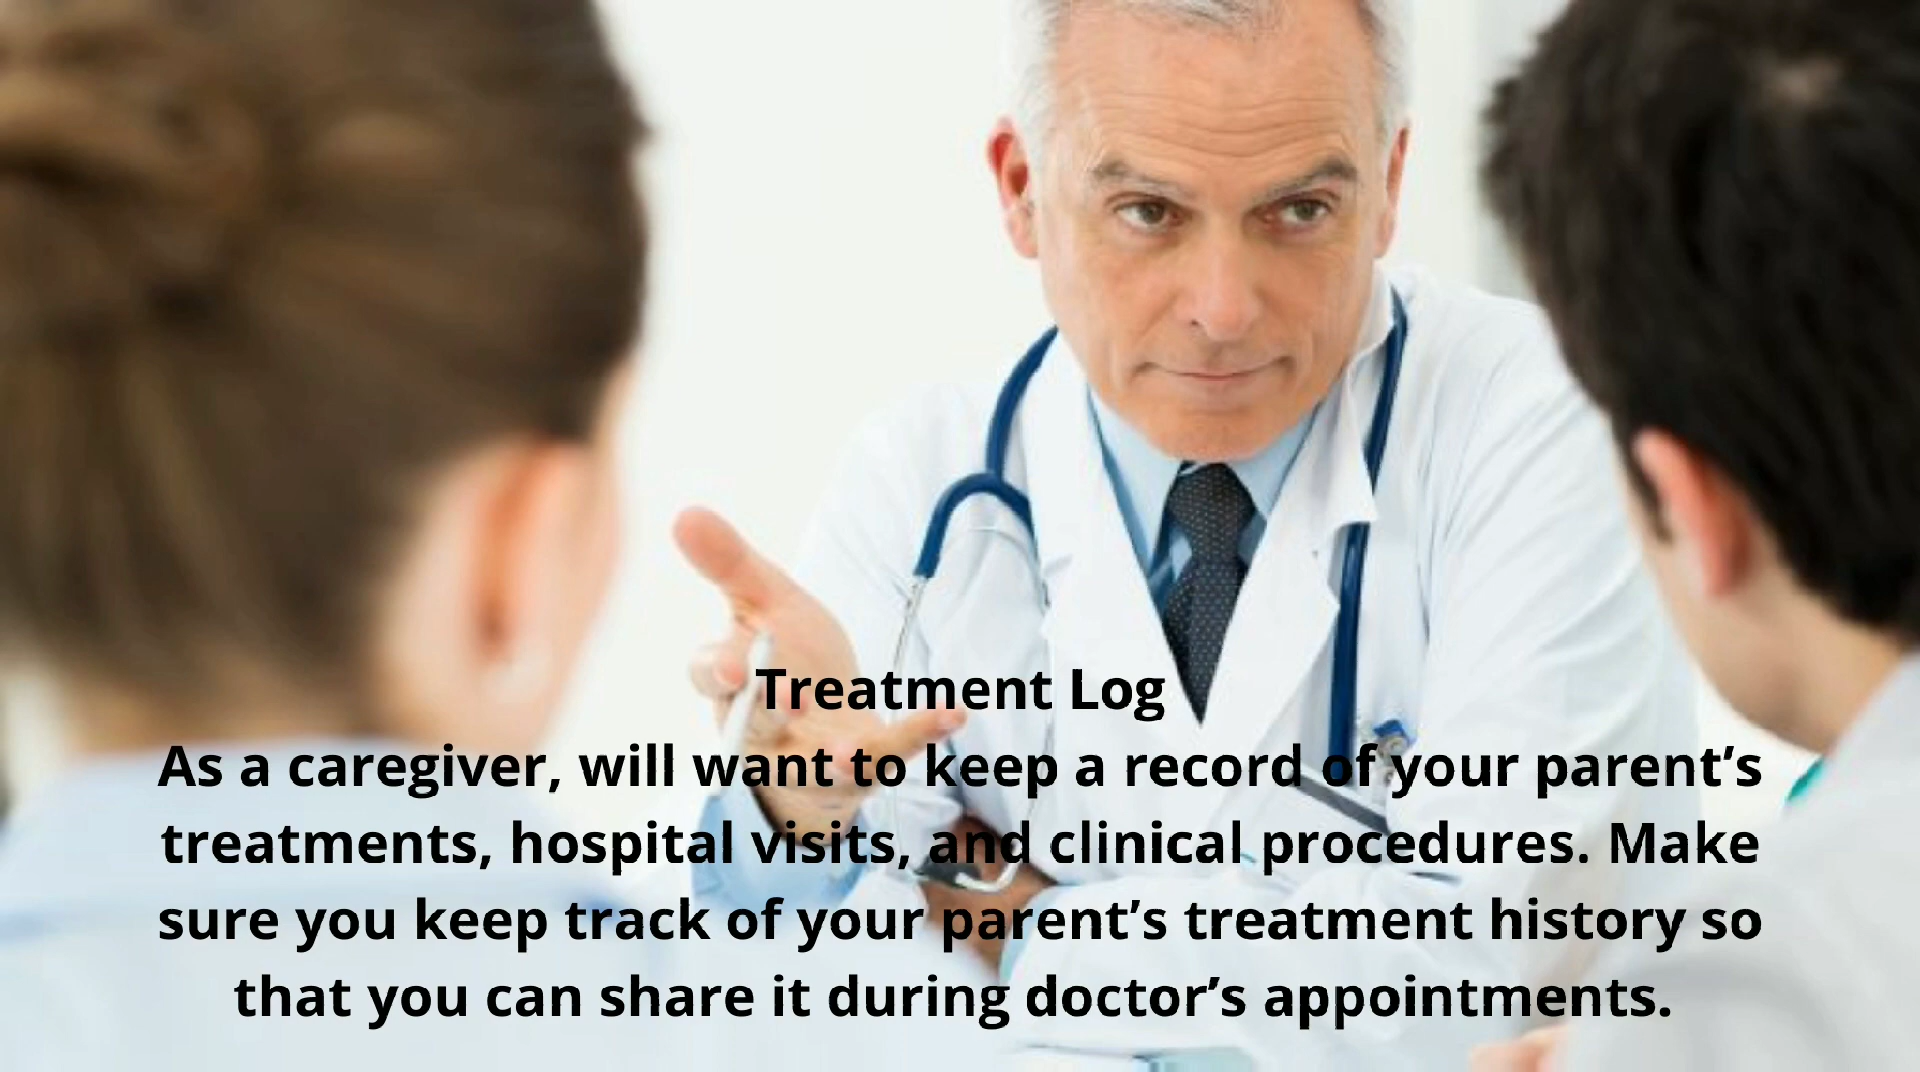 Treatment Log
As a caregiver, will want to keep a record of your parent’s
treatments, hospital visits, and clinical procedures. Make
sure you keep track of your parent’s treatment history so
that you can share it during doctor’s appointments.